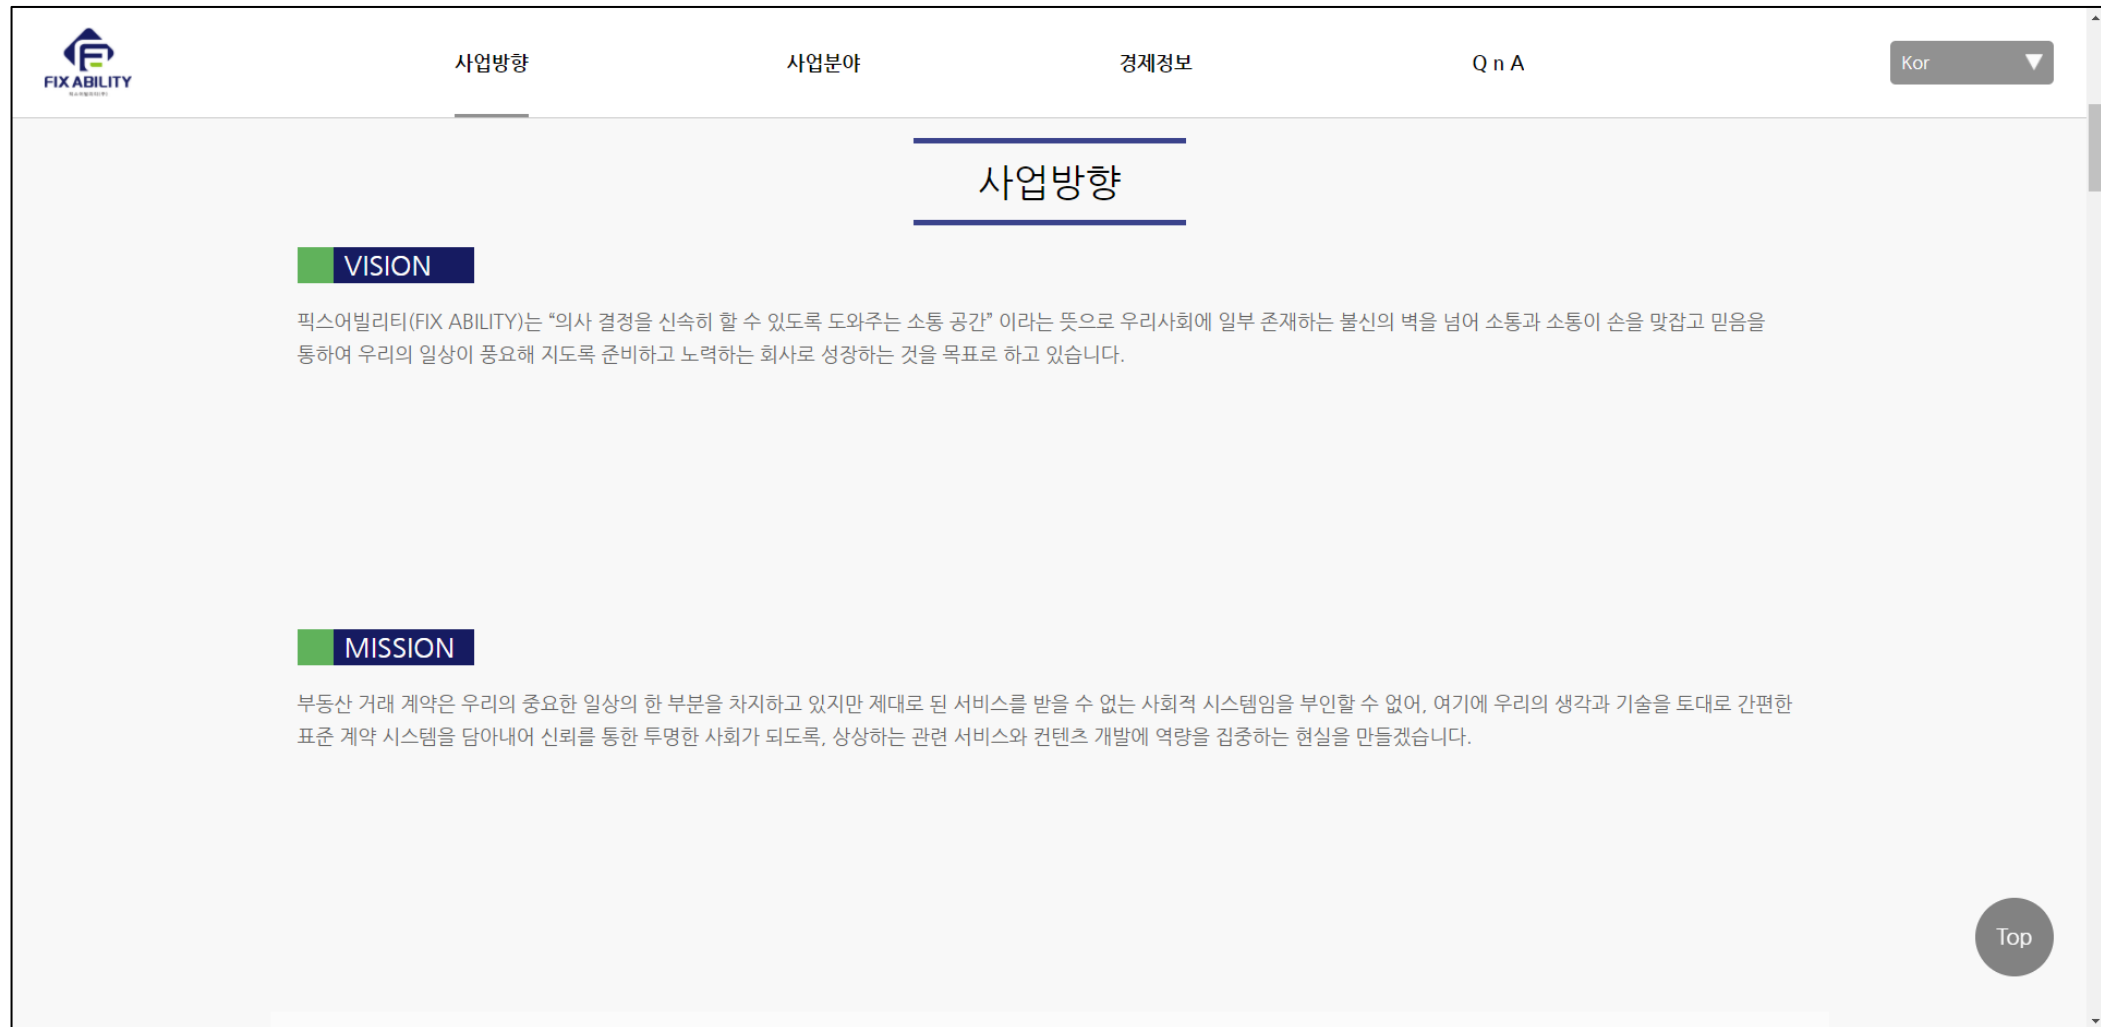 FIX ABILITY
사업방향
사업분야
경제정보
Q n A
Kor
사업방향
VISION
픽스어빌리티(FIX ABILITY)는 “의사 결정을 신속히 할 수 있도록 도와주는 소통 공간” 이라는 뜻으로 우리사회에 일부 존재하는 불신의 벽을 넘어 소통과 소통이 손을 맞잡고 믿음을
통하여 우리의 일상이 풍요해 지도록 준비하고 노력하는 회사로 성장하는 것을 목표로 하고 있습니다.
MISSION
부동산 거래 계약은 우리의 중요한 일상의 한 부분을 차지하고 있지만 제대로 된 서비스를 받을 수 없는 사회적 시스템임을 부인할 수 없어, 여기에 우리의 생각과 기술을 토대로 간편한
표준 계약 시스템을 담아내어 신뢰를 통한 투명한 사회가 되도록, 상상하는 관련 서비스와 컨텐츠 개발에 역량을 집중하는 현실을 만들겠습니다.
Top